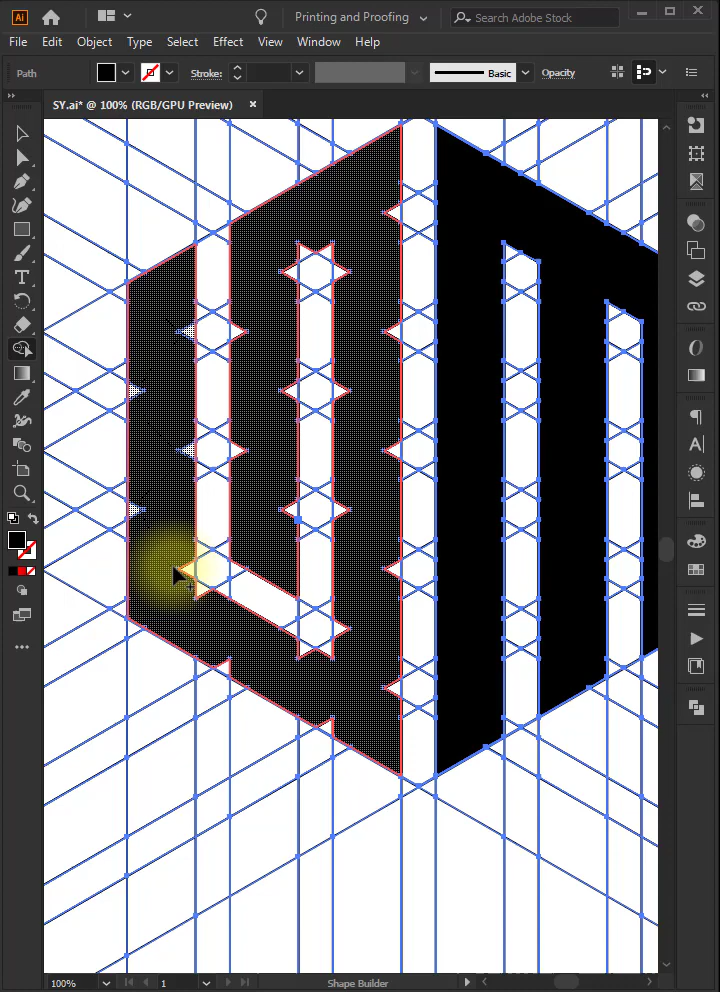 Ai
Printing and Proofing
Search Adobe Stock
File Edit Object Type Select Effect View Window Help
Path Stroke: Basic Opacity
SY.ai* @ 100% (RGB/GPU Preview) ×
100% 1 Shape Builder